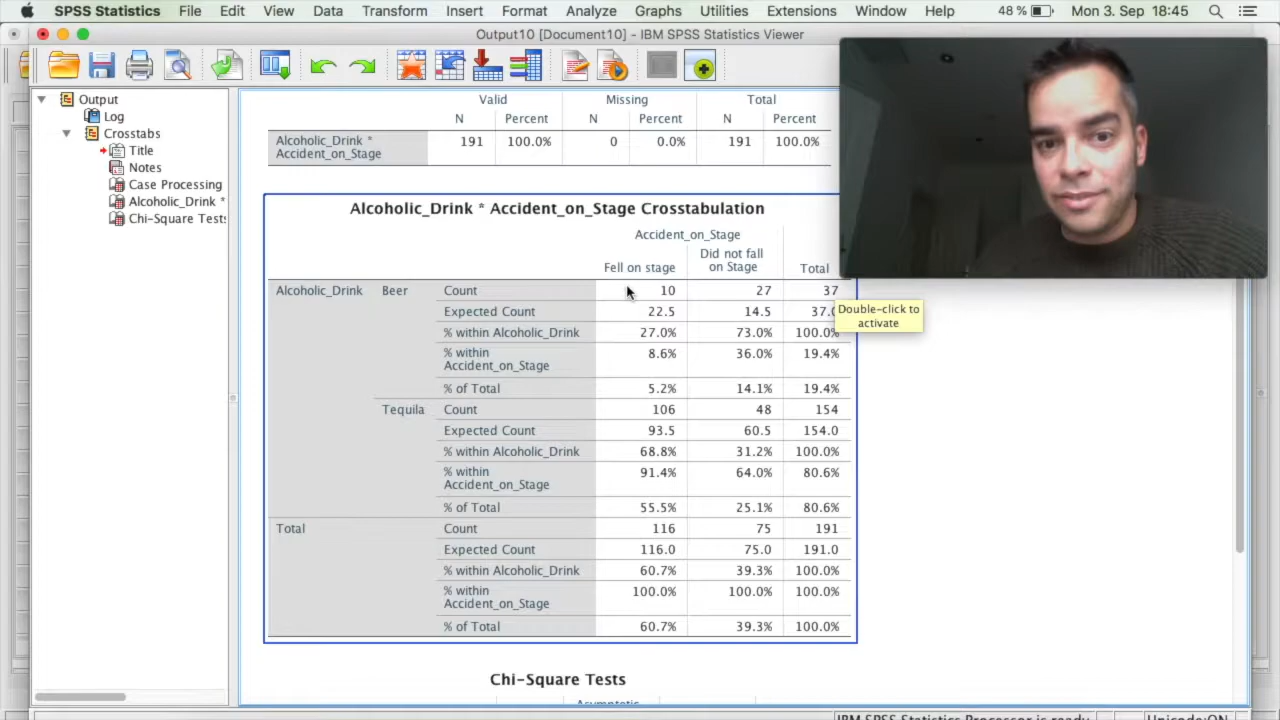 SPSS Statistics File Edit View Data Transform Insert Format Analyze Graphs Utilities Extensions Window Help 48 % Mon 3. Sep 18:45
Output10 [Document10] - IBM SPSS Statistics Viewer
Output
Log
Crosstabs
Title
Notes
Case Processing
Alcoholic_Drink *
Chi-Square Tests
Valid Missing Total
N Percent N Percent N Percent
Alcoholic_Drink * Accident_on_Stage 191 100.0% 0 0.0% 191 100.0%
Alcoholic_Drink * Accident_on_Stage Crosstabulation
Accident_on_Stage
Fell on stage Did not fall on Stage Total
Alcoholic_Drink Beer Count 10 27 37
Expected Count 22.5 14.5 37.0
% within Alcoholic_Drink 27.0% 73.0% 100.0%
% within Accident_on_Stage 8.6% 36.0% 19.4%
% of Total 5.2% 14.1% 19.4%
Tequila Count 106 48 154
Expected Count 93.5 60.5 154.0
% within Alcoholic_Drink 68.8% 31.2% 100.0%
% within Accident_on_Stage 91.4% 64.0% 80.6%
% of Total 55.5% 25.1% 80.6%
Total Count 116 75 191
Expected Count 116.0 75.0 191.0
% within Alcoholic_Drink 60.7% 39.3% 100.0%
% within Accident_on_Stage 100.0% 100.0% 100.0%
% of Total 60.7% 39.3% 100.0%
Double-click to
activate
Chi-Square Tests
Asymptotic
IBM SPSS Statistics Processor is ready Unicode:ON